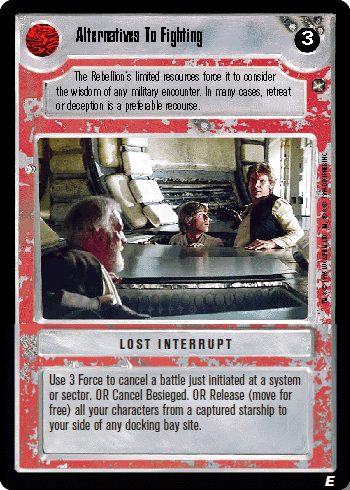 Alternatives To Fighting
3
The Rebellion's limited resources force it to consider
the wisdom of any military encounter. In many cases, retreat
or deception is a preferable recourse.
LOST INTERRUPT
Use 3 Force to cancel a battle just initiated at a system
or sector. OR Cancel Besieged. OR Release (move for
free) all your characters from a captured starship to
your side of any docking bay site.
E